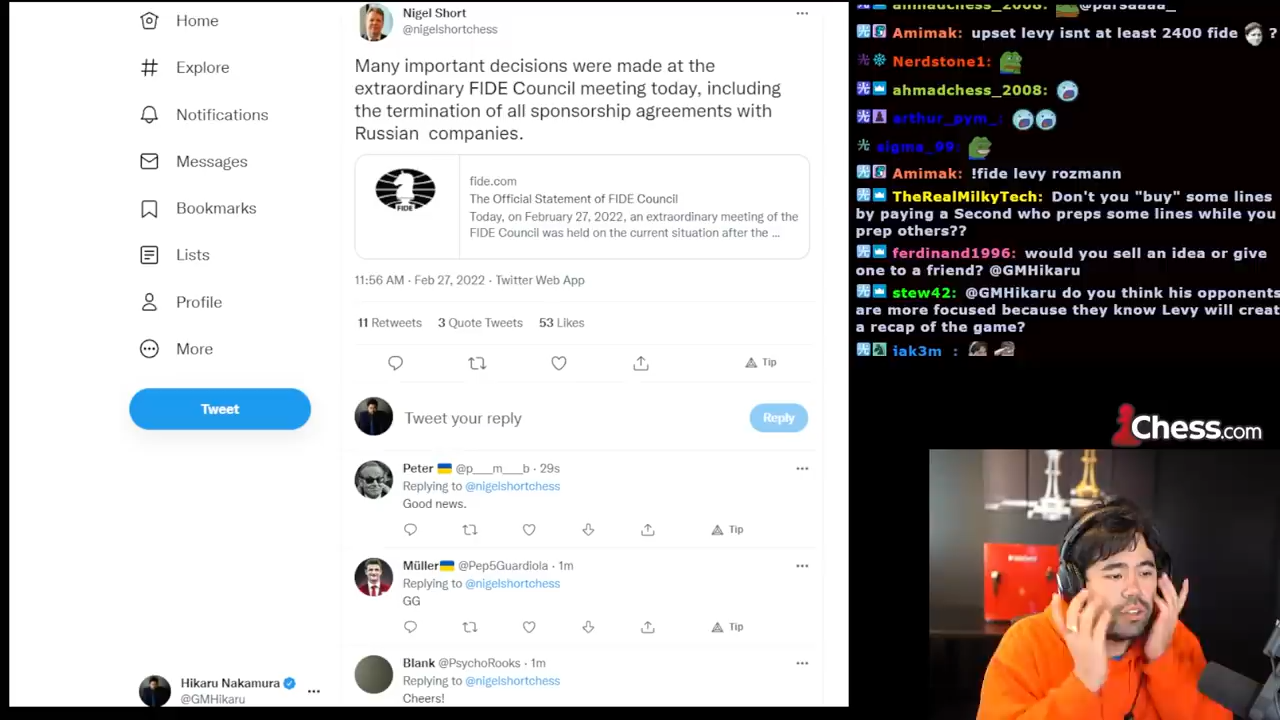 Home
Explore
Notifications
Messages
Bookmarks
Lists
Profile
More
Tweet
Hikaru Nakamura
@GMHikaru
Nigel Short
@nigelshortchess
Many important decisions were made at the
extraordinary FIDE Council meeting today, including
the termination of all sponsorship agreements with
Russian companies.
FIDE
fide.com
The Official Statement of FIDE Council
Today, on February 27, 2022, an extraordinary meeting of the
FIDE Council was held on the current situation after the ...
11:56 AM · Feb 27, 2022 · Twitter Web App
11 Retweets 3 Quote Tweets 53 Likes
Tip
Tweet your reply
Reply
Peter @p___m___b · 29s
Replying to @nigelshortchess
Good news.
Tip
Müller @Pep5Guardiola · 1m
Replying to @nigelshortchess
GG
Tip
Blank @PsychoRooks · 1m
Replying to @nigelshortchess
Cheers!
ahmadchess_2008: @parsaaaa_
Amimak: upset levy isnt at least 2400 fide ?
Nerdstone1:
ahmadchess_2008:
arthur_pym_:
sigma_99:
Amimak: !fide levy rozmann
TheRealMilkyTech: Don't you "buy" some lines
by paying a Second who preps some lines while you
prep others??
ferdinand1996: would you sell an idea or give
one to a friend? @GMHikaru
stew42: @GMHikaru do you think his opponents
are more focused because they know Levy will creat
a recap of the game?
iak3m_:
Chess.com